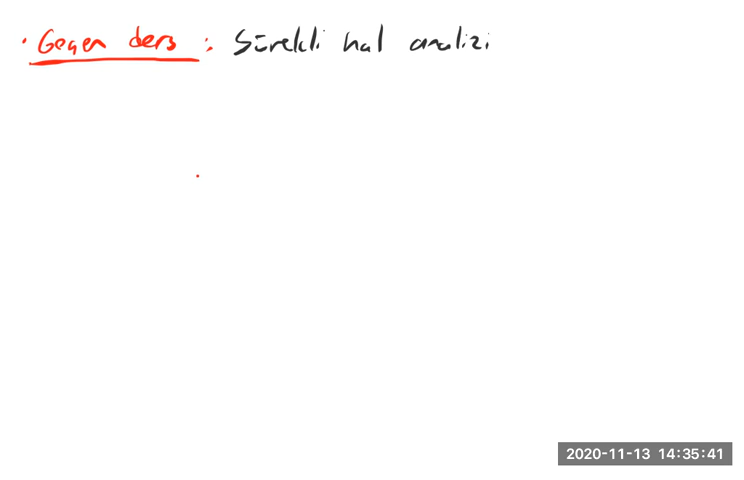 · Geçen ders : Sürekli hal analizi
2020-11-13 14:35:41